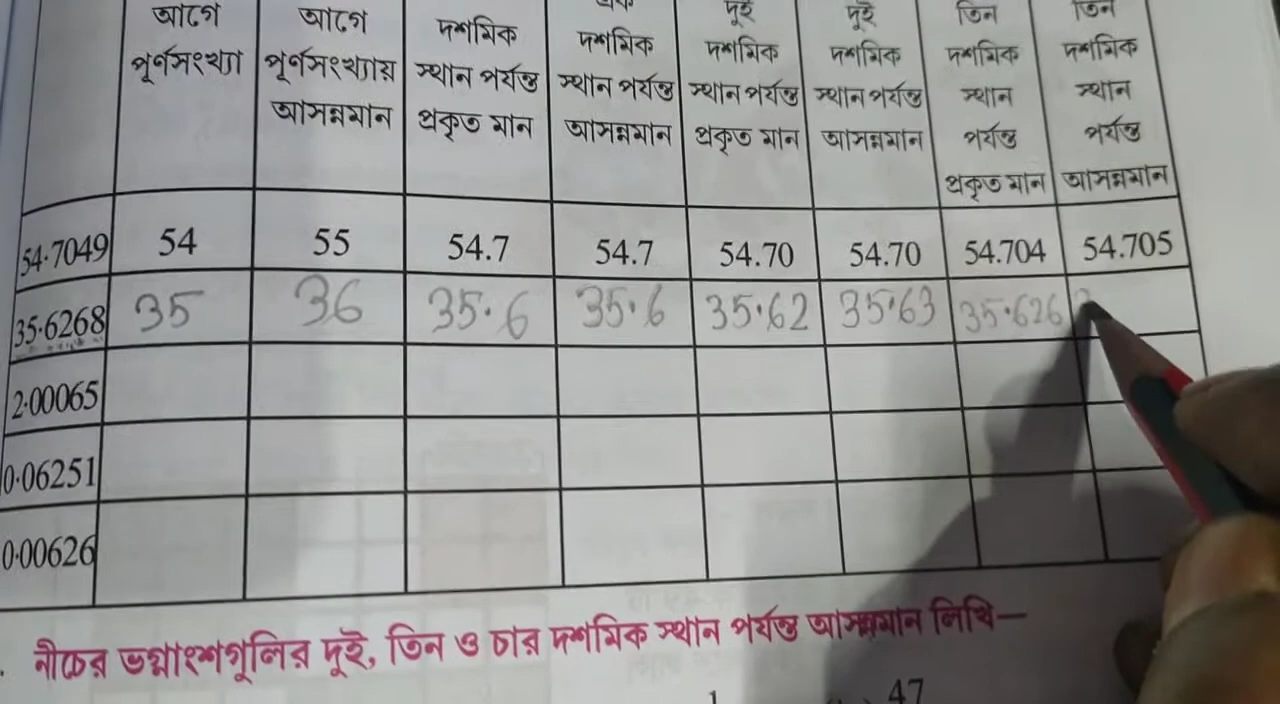 আগে পূর্ণসংখ্যা
আগে পূর্ণসংখ্যায় আসন্নমান
দশমিক স্থান পর্যন্ত প্রকৃত মান
এক দশমিক স্থান পর্যন্ত আসন্নমান
দুই দশমিক স্থান পর্যন্ত প্রকৃত মান
দুই দশমিক স্থান পর্যন্ত আসন্নমান
তিন দশমিক স্থান পর্যন্ত প্রকৃত মান
তিন দশমিক স্থান পর্যন্ত আসন্নমান
54.7049 54 55 54.7 54.7 54.70 54.70 54.704 54.705
35.6268 35 36 35.6 35.6 35.62 35.63 35.626
2.00065
0.06251
0.00626
. নীচের ভগ্নাংশগুলির দুই, তিন ও চার দশমিক স্থান পর্যন্ত আসন্নমান লিখি—
1 47